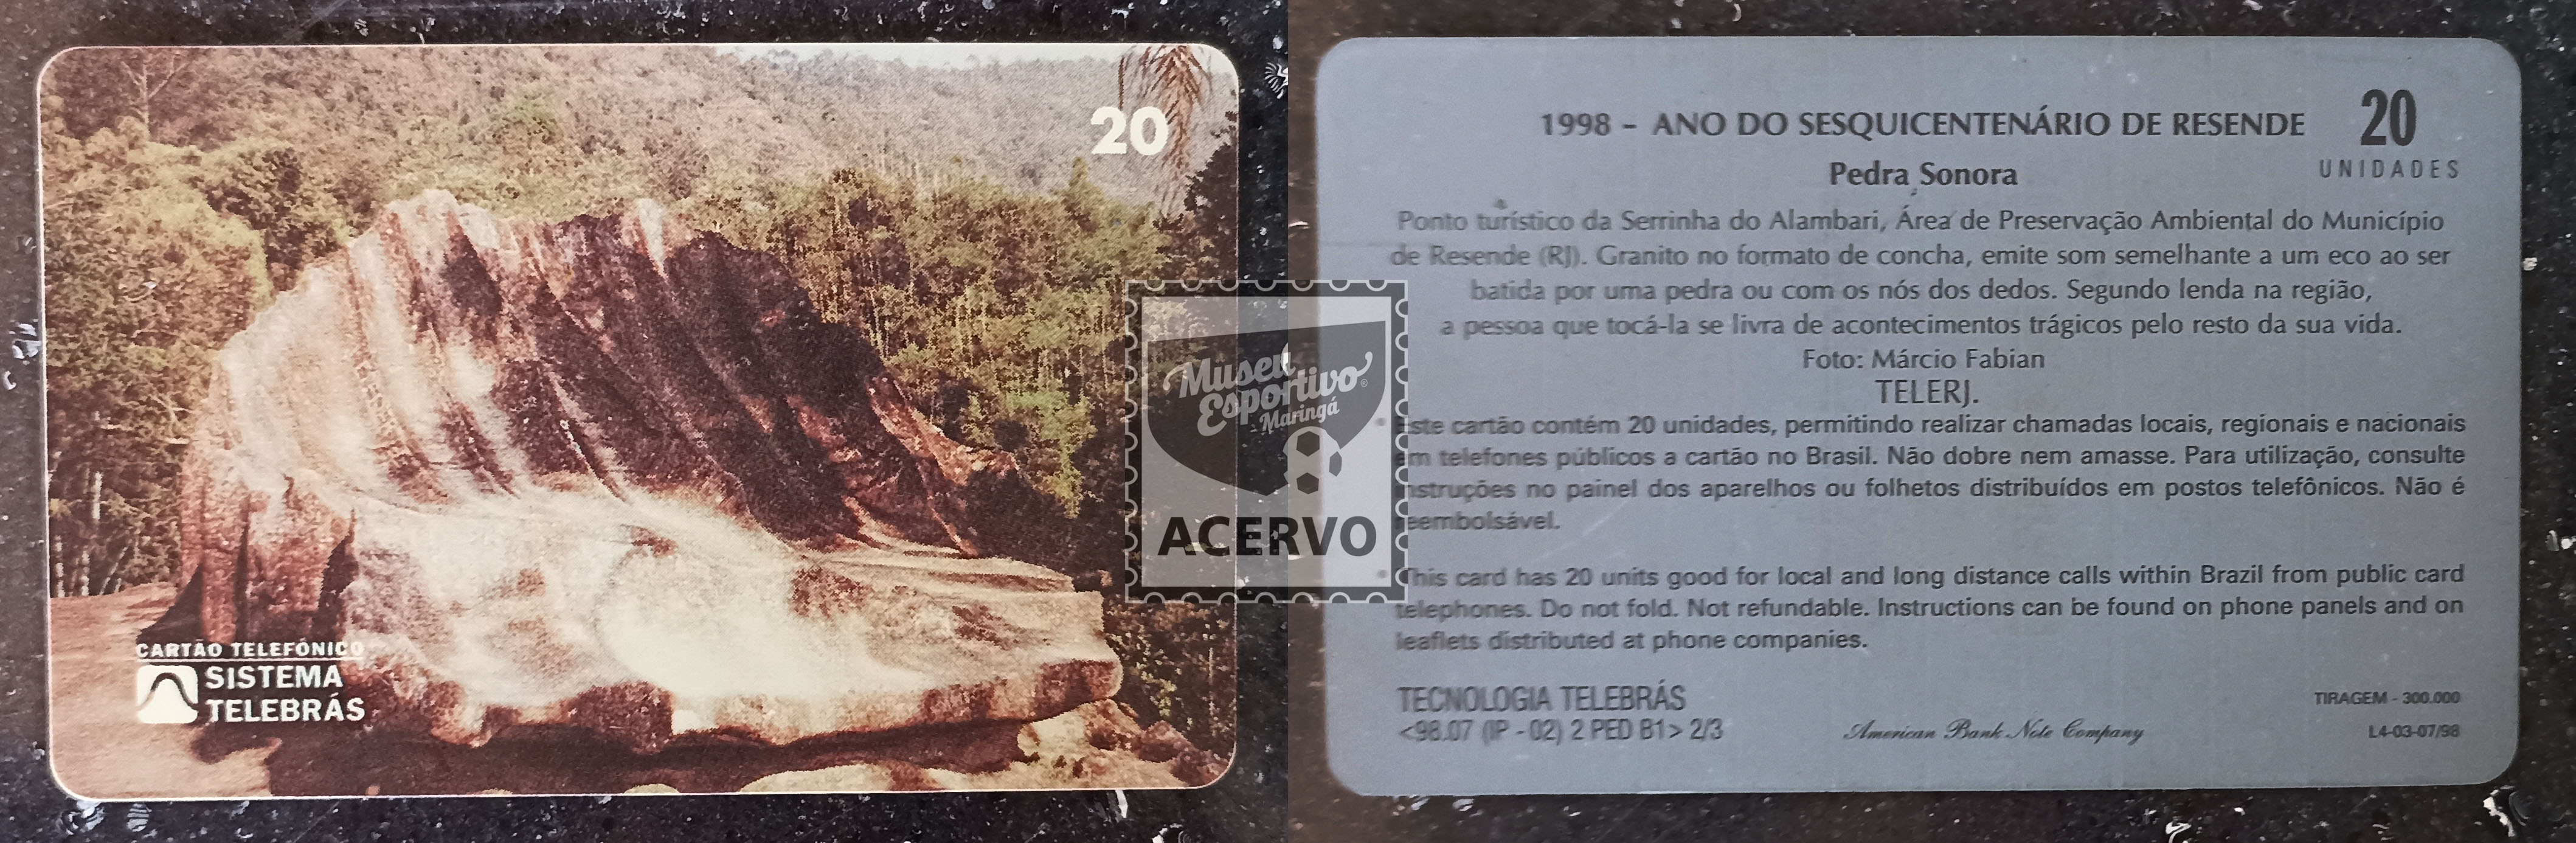 20
CARTÃO TELEFÔNICO
SISTEMA
TELEBRÁS
Museu
Esportivo
Maringá
ACERVO
1998 - ANO DO SESQUICENTENÁRIO DE RESENDE
20
UNIDADES
Pedra Sonora
Ponto turístico da Serrinha do Alambari, Área de Preservação Ambiental do Município
de Resende (RJ). Granito no formato de concha, emite som semelhante a um eco ao ser
batida por uma pedra ou com os nós dos dedos. Segundo lenda na região,
a pessoa que tocá-la se livra de acontecimentos trágicos pelo resto da sua vida.
Foto: Márcio Fabian
TELERJ.
• Este cartão contém 20 unidades, permitindo realizar chamadas locais, regionais e nacionais
em telefones públicos a cartão no Brasil. Não dobre nem amasse. Para utilização, consulte
instruções no painel dos aparelhos ou folhetos distribuídos em postos telefônicos. Não é
reembolsável.
• This card has 20 units good for local and long distance calls within Brazil from public card
telephones. Do not fold. Not refundable. Instructions can be found on phone panels and on
leaflets distributed at phone companies.
TECNOLOGIA TELEBRÁS
<98.07 (IP - 02) 2 PED B1> 2/3
American Bank Note Company
TIRAGEM - 300.000
L4-03-07/98